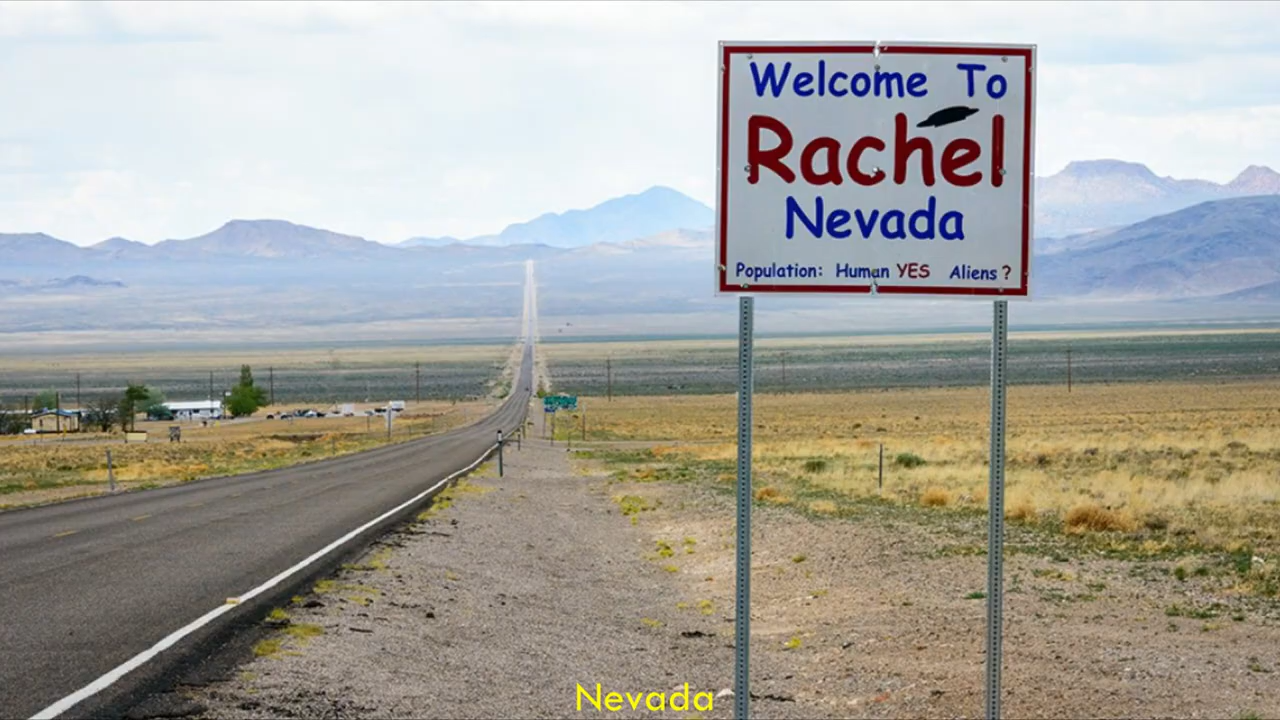 Welcome To
Rachel
Nevada
Population: Human YES Aliens ?
Nevada